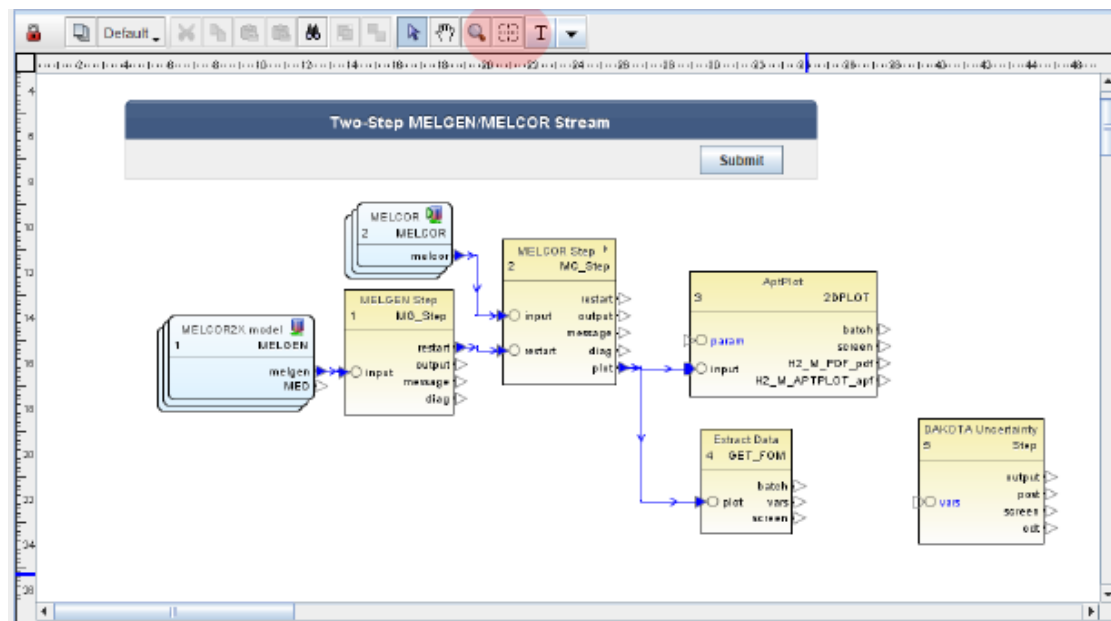 Default
T
Two-Step MELGEN/MELCOR Stream
Submit
MELCOR
2 MELCOR
melcor
MELCOR Step
2 MC_Step
restart
input output
message
restart diag
plot
AptPlot
3 2DPLOT
batch
param screen
input H2_M_PDF_pdf
H2_M_APTPLOT_apf
MELGEN Step
1 MG_Step
restart
input output
message
diag
MELCOR2X model
1 MELGEN
melgen
MED
Extract Data
4 GET_FOM
batch
plot vars
screen
DAKOTA Uncertainty
5 Step
output
vars post
screen
out